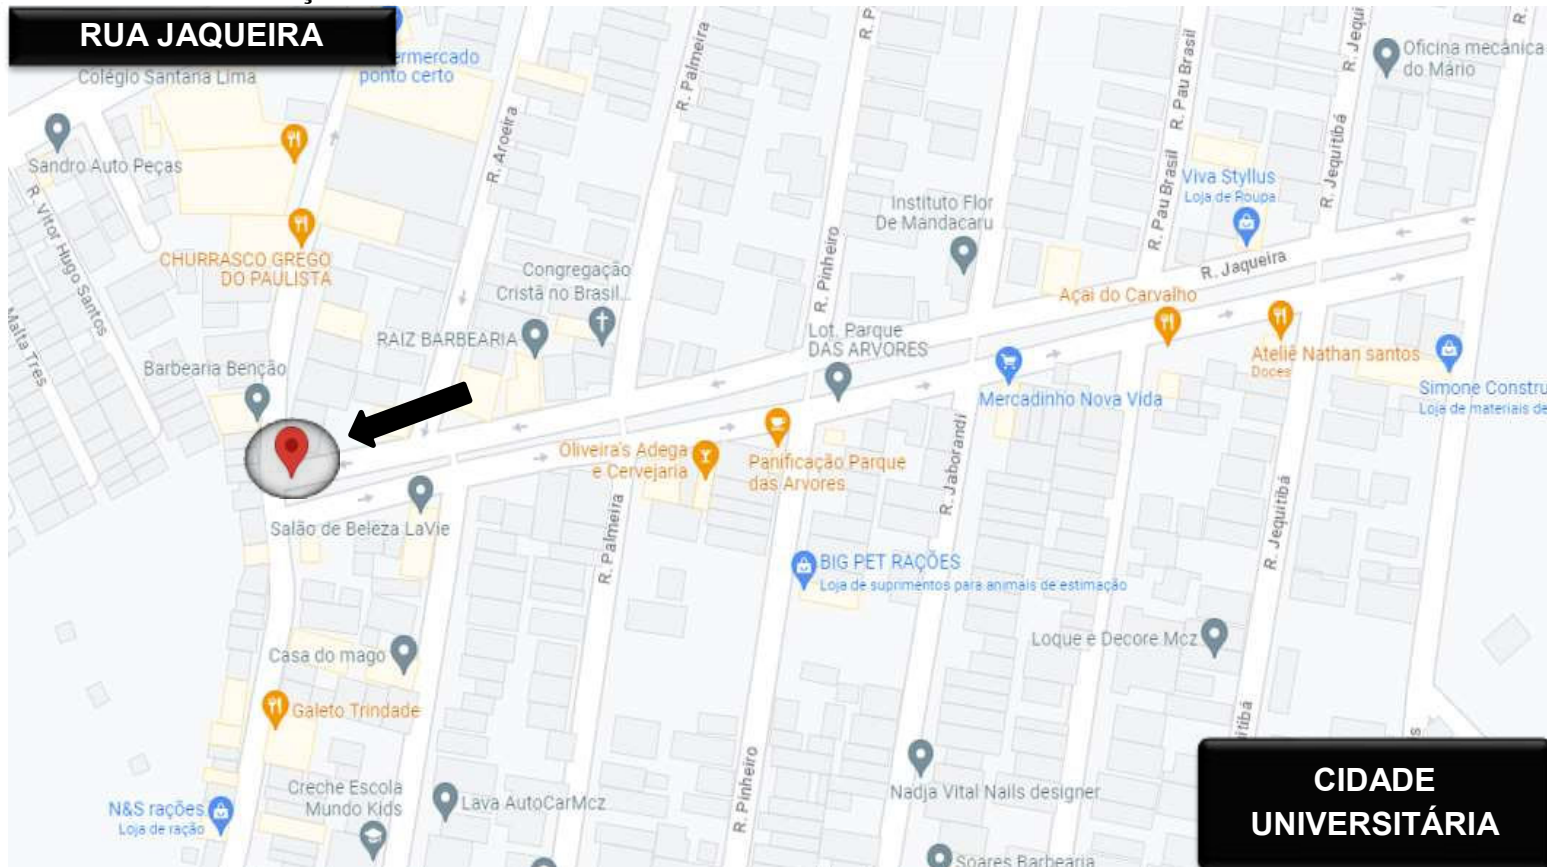 RUA JAQUEIRA
ermercado
ponto certo
Colégio Santana Lima
Sandro Auto Peças
R. Vitor Hugo Santos
Malta Tres
CHURRASCO GREGO
DO PAULISTA
R. Aroeira
R. Palmeira
R. P
R. Pau Brasil
R. Pau Brasil
R. Jequi
R.
Oficina mecânica
do Mário
R. Jequitibá
Viva Styllus
Loja de Roupa
Instituto Flor
De Mandacaru
R. Pinheiro
R. Jaqueira
Congregação
Cristã no Brasil...
Açaí do Carvalho
RAIZ BARBEARIA
Lot. Parque
DAS ARVORES
Barbearia Benção
Ateliê Nathan santos
Doces
Simone Constru
Loja de materiais de
Mercadinho Nova Vida
Oliveira's Adega
e Cervejaria
Panificação Parque
das Arvores
R. Jaborandi
R. Jequitibá
Salão de Beleza LaVie
R. Palmeira
BIG PET RAÇÕES
Loja de suprimentos para animais de estimação
Casa do mago
Loque e Decore Mcz
Galeto Trindade
itibá
s
R. Pinheiro
Creche Escola
Mundo Kids
Lava AutoCarMcz
Nadja Vital Nails designer
N&S rações
Loja de ração
Soares Barbearia
CIDADE
UNIVERSITÁRIA